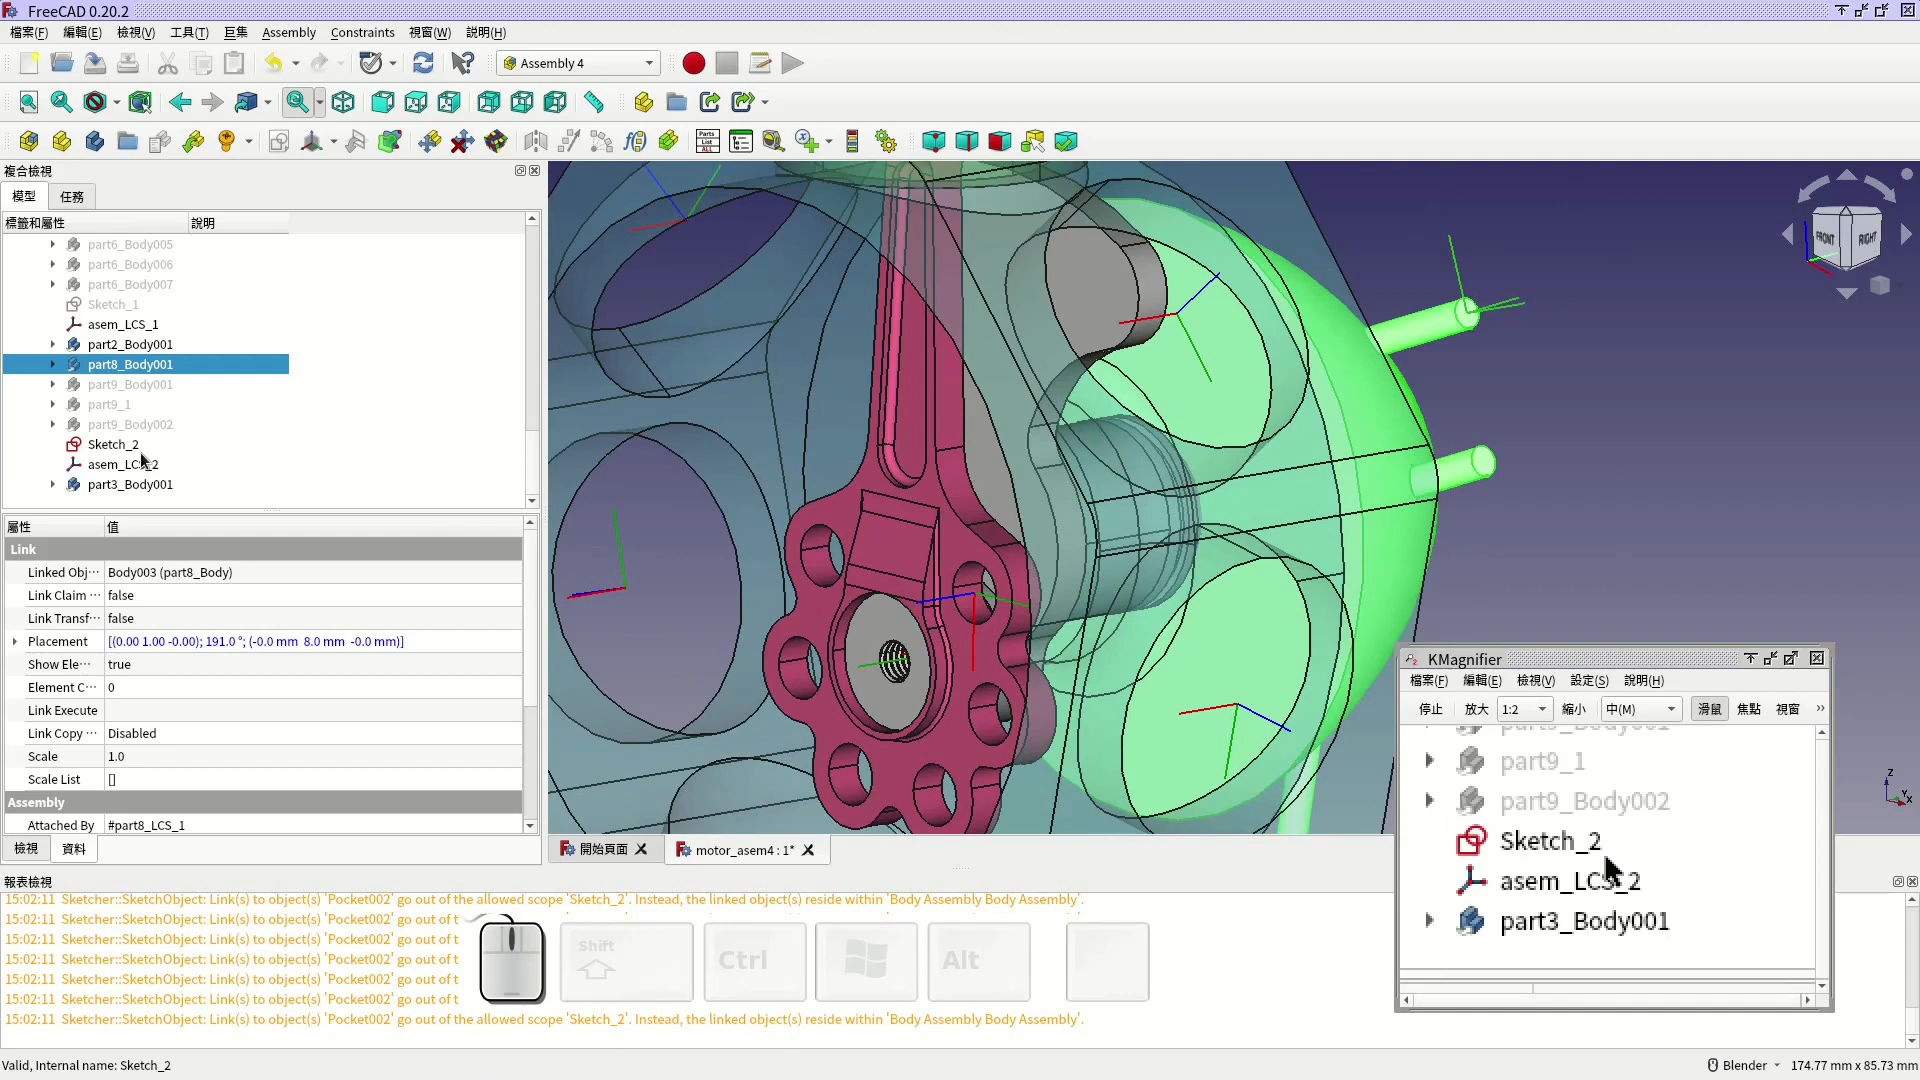 FreeCAD 0.20.2
檔案(F) 編輯(E) 檢視(V) 工具(T) 巨集 Assembly Constraints 視窗(W) 說明(H)
Assembly 4
Parts List ALL
複合檢視
模型 任務
標籤和屬性 說明
part6_Body005
part6_Body006
part6_Body007
Sketch_1
asem_LCS_1
part2_Body001
part8_Body001
part9_Body001
part9_1
part9_Body002
Sketch_2
asem_LCS_2
part3_Body001
屬性 值
Link
Linked Obj⋯ Body003 (part8_Body)
Link Claim ⋯ false
Link Transf⋯ false
Placement [(0.00 1.00 -0.00); 191.0 °; (-0.0 mm 8.0 mm -0.0 mm)]
Show Ele⋯ true
Element C⋯ 0
Link Execute
Link Copy ⋯ Disabled
Scale 1.0
Scale List []
Assembly
Attached By #part8_LCS_1
檢視 資料
FRONT RIGHT
Z
Y
X
開始頁面
motor_asem4 : 1*
KMagnifier
檔案(F) 編輯(E) 檢視(V) 設定(S) 說明(H)
停止 放大 1:2 縮小 中(M) 滑鼠 焦點 視窗 »
part9_1
part9_Body002
Sketch_2
asem_LCS_2
part3_Body001
報表檢視
15:02:11 Sketcher::SketchObject: Link(s) to object(s) 'Pocket002' go out of the allowed scope 'Sketch_2'. Instead, the linked object(s) reside within 'Body Assembly Body Assembly'.
15:02:11 Sketcher::SketchObject: Link(s) to object(s) 'Pocket002' go out of t
15:02:11 Sketcher::SketchObject: Link(s) to object(s) 'Pocket002' go out of t
15:02:11 Sketcher::SketchObject: Link(s) to object(s) 'Pocket002' go out of t
15:02:11 Sketcher::SketchObject: Link(s) to object(s) 'Pocket002' go out of t
15:02:11 Sketcher::SketchObject: Link(s) to object(s) 'Pocket002' go out of t
15:02:11 Sketcher::SketchObject: Link(s) to object(s) 'Pocket002' go out of the allowed scope 'Sketch_2'. Instead, the linked object(s) reside within 'Body Assembly Body Assembly'.
Shift Ctrl Alt
Valid, Internal name: Sketch_2
Blender 174.77 mm x 85.73 mm